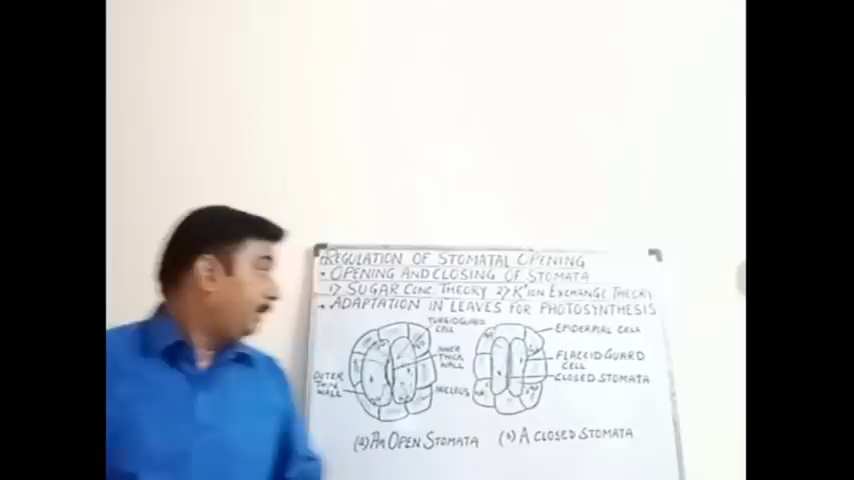 REGULATION OF STOMATAL OPENING
• OPENING AND CLOSING OF STOMATA
1) SUGAR CONC. THEORY 2) K⁺ ION EXCHANGE THEORY
• ADAPTATION IN LEAVES FOR PHOTOSYNTHESIS
TURGID GUARD
CELL
INNER
THICK
WALL
OUTER
THIN
WALL
NUCLEUS
EPIDERMAL CELL
FLACCID GUARD
CELL
CLOSED STOMATA
(a) AN OPEN STOMATA
(b) A CLOSED STOMATA